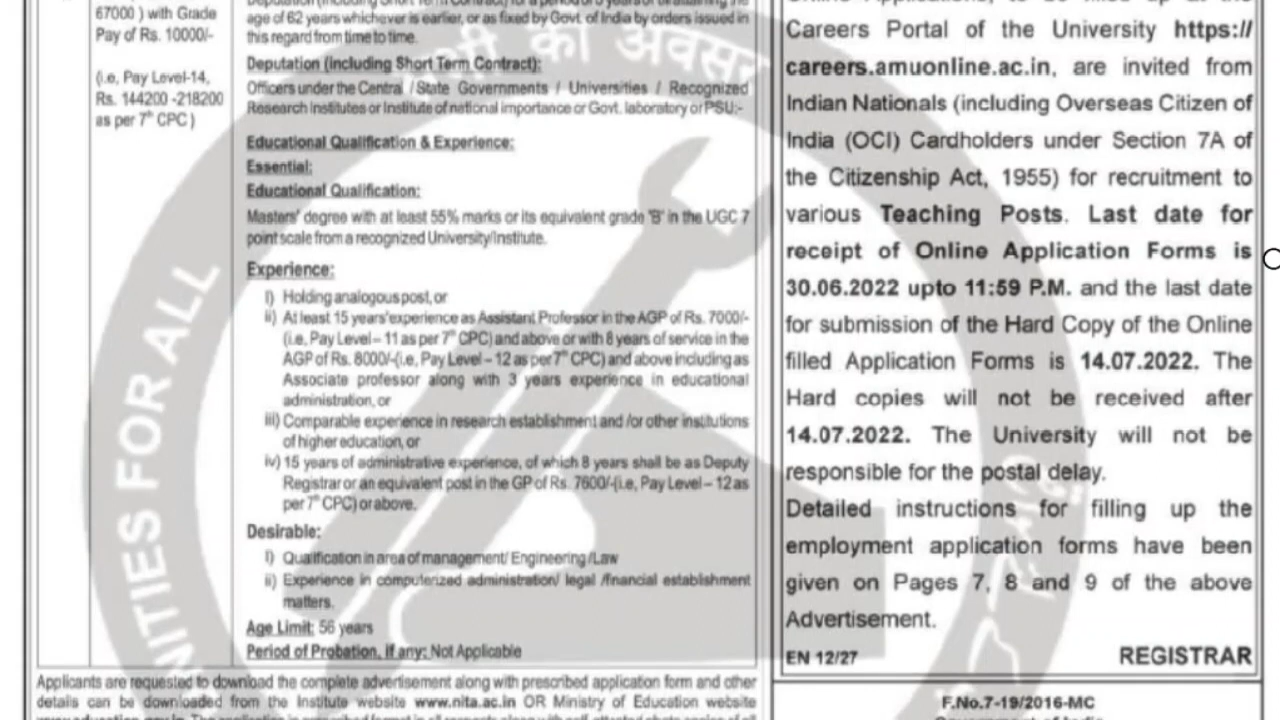 67000 ) with Grade
Pay of Rs. 10000/-
(i.e, Pay Level-14,
Rs. 144200 -218200
as per 7th CPC )
age of 62 years whichever is earlier, or as fixed by Govt. of India by orders issued in
this regard from time to time.
Deputation (including Short Term Contract):
Officers under the Central / State Governments / Universities / Recognized
Research Institutes or Institute of national importance or Govt. laboratory or PSU:-
Educational Qualification & Experience:
Essential:
Educational Qualification:
Masters' degree with at least 55% marks or its equivalent grade 'B' in the UGC 7
point scale from a recognized University/Institute.
Experience:
i) Holding analogous post, or
ii) At least 15 years'experience as Assistant Professor in the AGP of Rs. 7000/-
(i.e, Pay Level– 11 as per 7th CPC) and above or with 8 years of service in the
AGP of Rs. 8000/-(i.e, Pay Level – 12 as per 7th CPC) and above including as
Associate professor along with 3 years experience in educational
administration, or
iii) Comparable experience in research establishment and /or other institutions
of higher education, or
iv) 15 years of administrative experience, of which 8 years shall be as Deputy
Registrar or an equivalent post in the GP of Rs. 7600/-(i.e, Pay Level – 12 as
per 7th CPC) or above.
Desirable:
i) Qualification in area of management/ Engineering /Law
ii) Experience in computerized administration/ legal /financial establishment
matters.
Age Limit: 56 years
Period of Probation, if any: Not Applicable
Applicants are requested to download the complete advertisement along with prescribed application form and other
details can be downloaded from the Institute website www.nita.ac.in OR Ministry of Education website
Careers Portal of the University https://
careers.amuonline.ac.in, are invited from
Indian Nationals (including Overseas Citizen of
India (OCI) Cardholders under Section 7A of
the Citizenship Act, 1955) for recruitment to
various Teaching Posts. Last date for
receipt of Online Application Forms is
30.06.2022 upto 11:59 P.M. and the last date
for submission of the Hard Copy of the Online
filled Application Forms is 14.07.2022. The
Hard copies will not be received after
14.07.2022. The University will not be
responsible for the postal delay.
Detailed instructions for filling up the
employment application forms have been
given on Pages 7, 8 and 9 of the above
Advertisement.
EN 12/27 REGISTRAR
F.No.7-19/2016-MC
NITIES FOR ALL
को अवसर